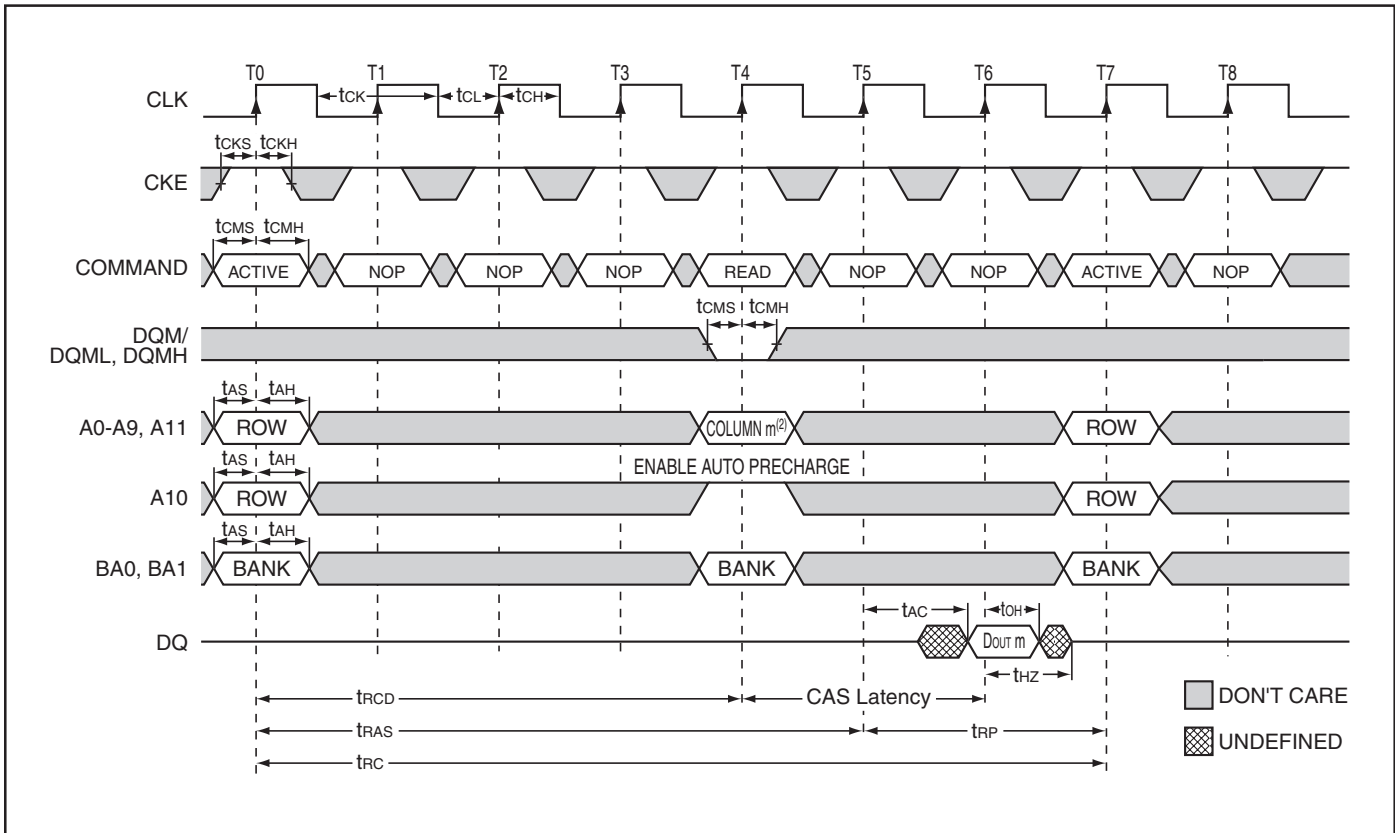 T0 T1 T2 T3 T4 T5 T6 T7 T8
CLK tCK tCL tCH
tCKS tCKH
CKE
tCMS tCMH
COMMAND ACTIVE NOP NOP NOP READ NOP NOP ACTIVE NOP
tCMS tCMH
DQM/
DQML, DQMH
tAS tAH
A0-A9, A11 ROW COLUMN m(2) ROW
tAS tAH ENABLE AUTO PRECHARGE
A10 ROW ROW
tAS tAH
BA0, BA1 BANK BANK BANK
tAC tOH
DQ DOUT m
tHZ
tRCD CAS Latency DON'T CARE
tRAS tRP UNDEFINED
tRC